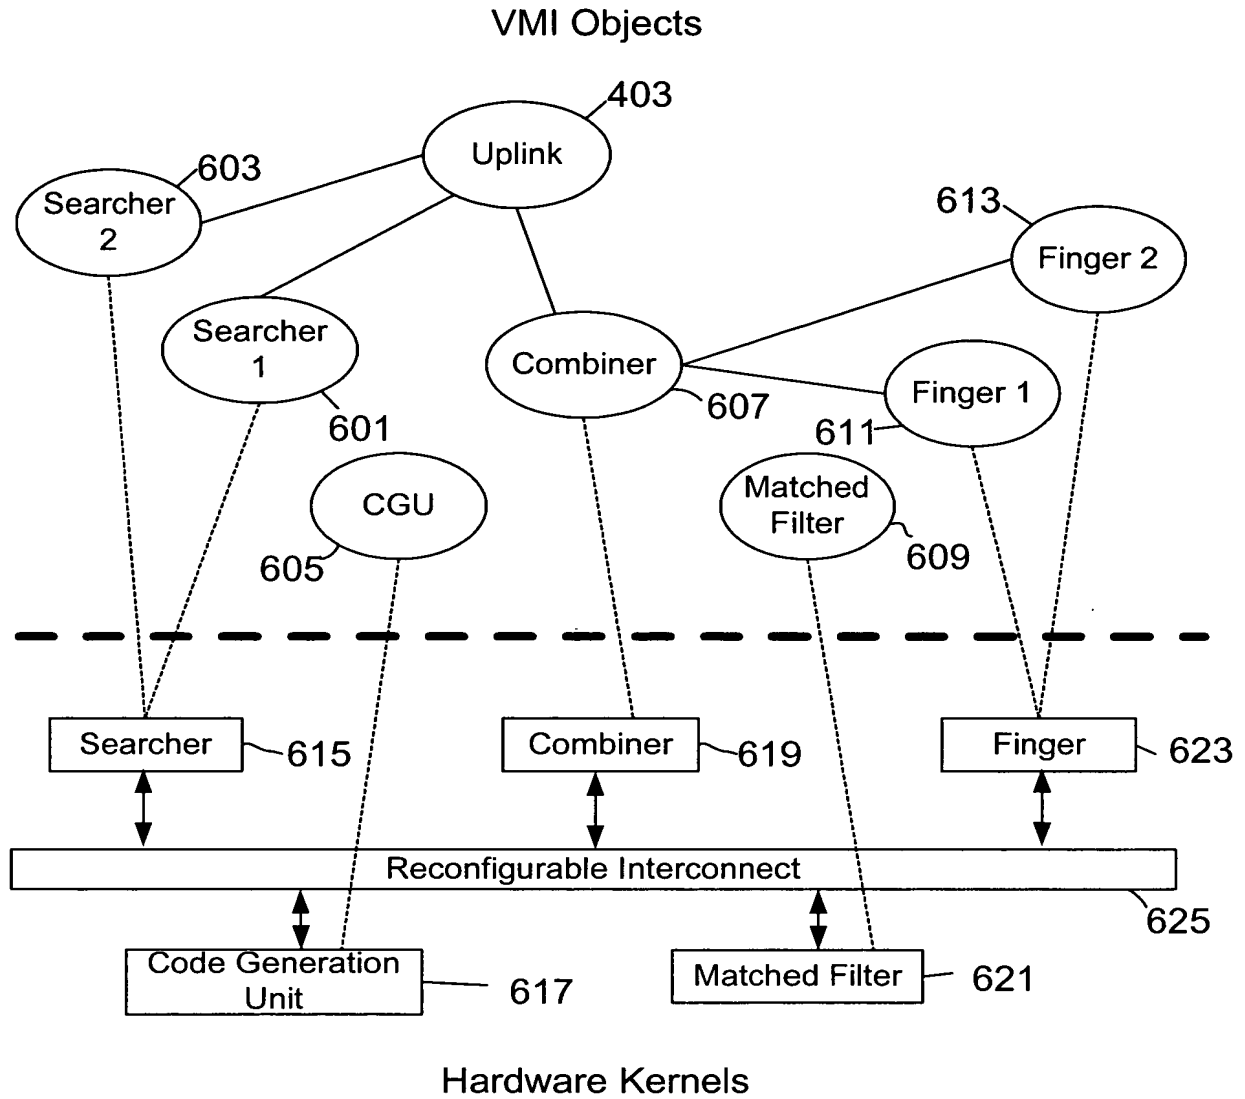 VMI Objects
403
Uplink
603
Searcher
2
613
Finger 2
Searcher
1
601
Combiner
607
Finger 1
611
CGU
605
Matched
Filter
609
Searcher
615
Combiner
619
Finger
623
Reconfigurable Interconnect
625
Code Generation
Unit
617
Matched Filter
621
Hardware Kernels